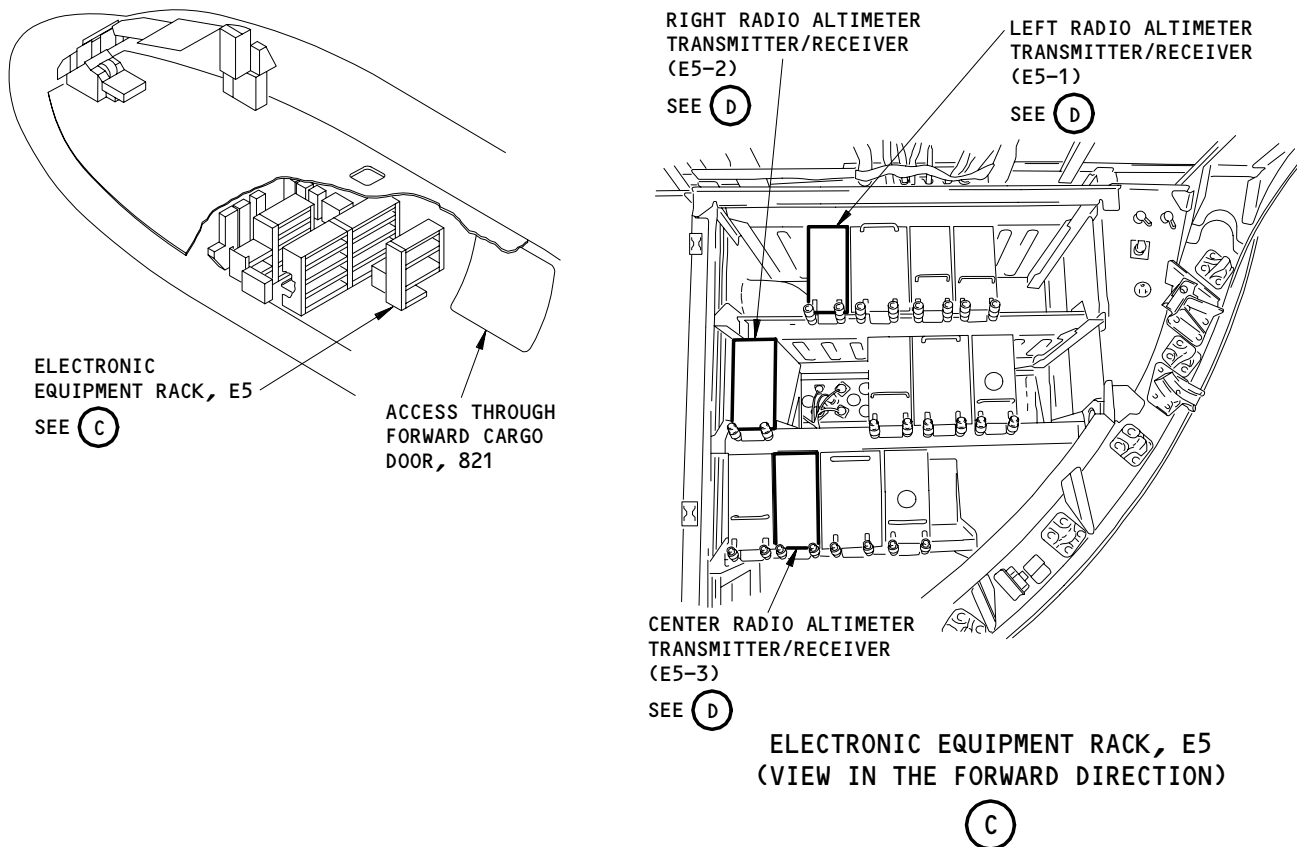 RIGHT RADIO ALTIMETER
TRANSMITTER/RECEIVER
(E5-2)
SEE D
LEFT RADIO ALTIMETER
TRANSMITTER/RECEIVER
(E5-1)
SEE D
ELECTRONIC
EQUIPMENT RACK, E5
SEE C
ACCESS THROUGH
FORWARD CARGO
DOOR, 821
CENTER RADIO ALTIMETER
TRANSMITTER/RECEIVER
(E5-3)
SEE D
ELECTRONIC EQUIPMENT RACK, E5
(VIEW IN THE FORWARD DIRECTION)
C